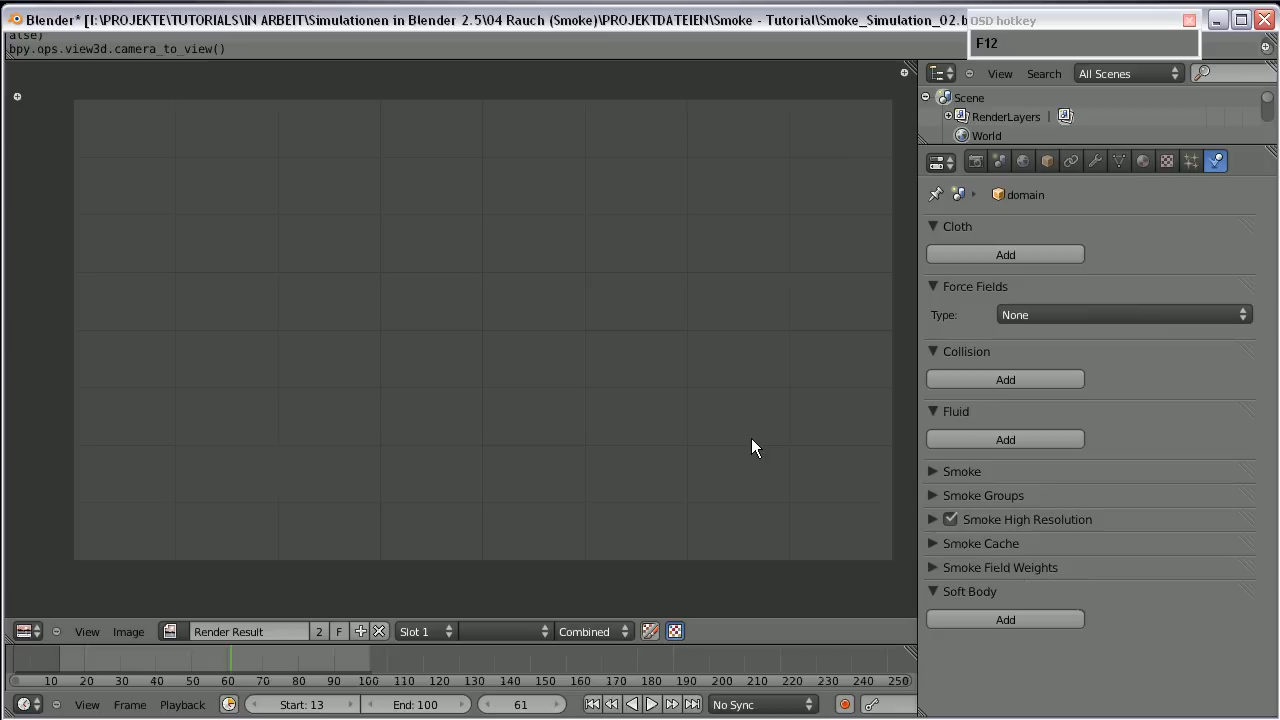 Blender* [I:\PROJEKTE\TUTORIALS\IN ARBEIT\Simulationen in Blender 2.5\04 Rauch (Smoke)\PROJEKTDATEIEN\Smoke - Tutorial\Smoke_Simulation_02.b
OSD hotkey
F12
alse)
bpy.ops.view3d.camera_to_view()
View Search All Scenes
Scene
RenderLayers |
World
domain
Cloth
Add
Force Fields
Type: None
Collision
Add
Fluid
Add
Smoke
Smoke Groups
Smoke High Resolution
Smoke Cache
Smoke Field Weights
Soft Body
Add
View Image Render Result 2 F Slot 1 Combined
10 20 30 40 50 60 70 80 90 100 110 120 130 140 150 160 170 180 190 200 210 220 230 240 250
View Frame Playback Start: 13 End: 100 61 No Sync